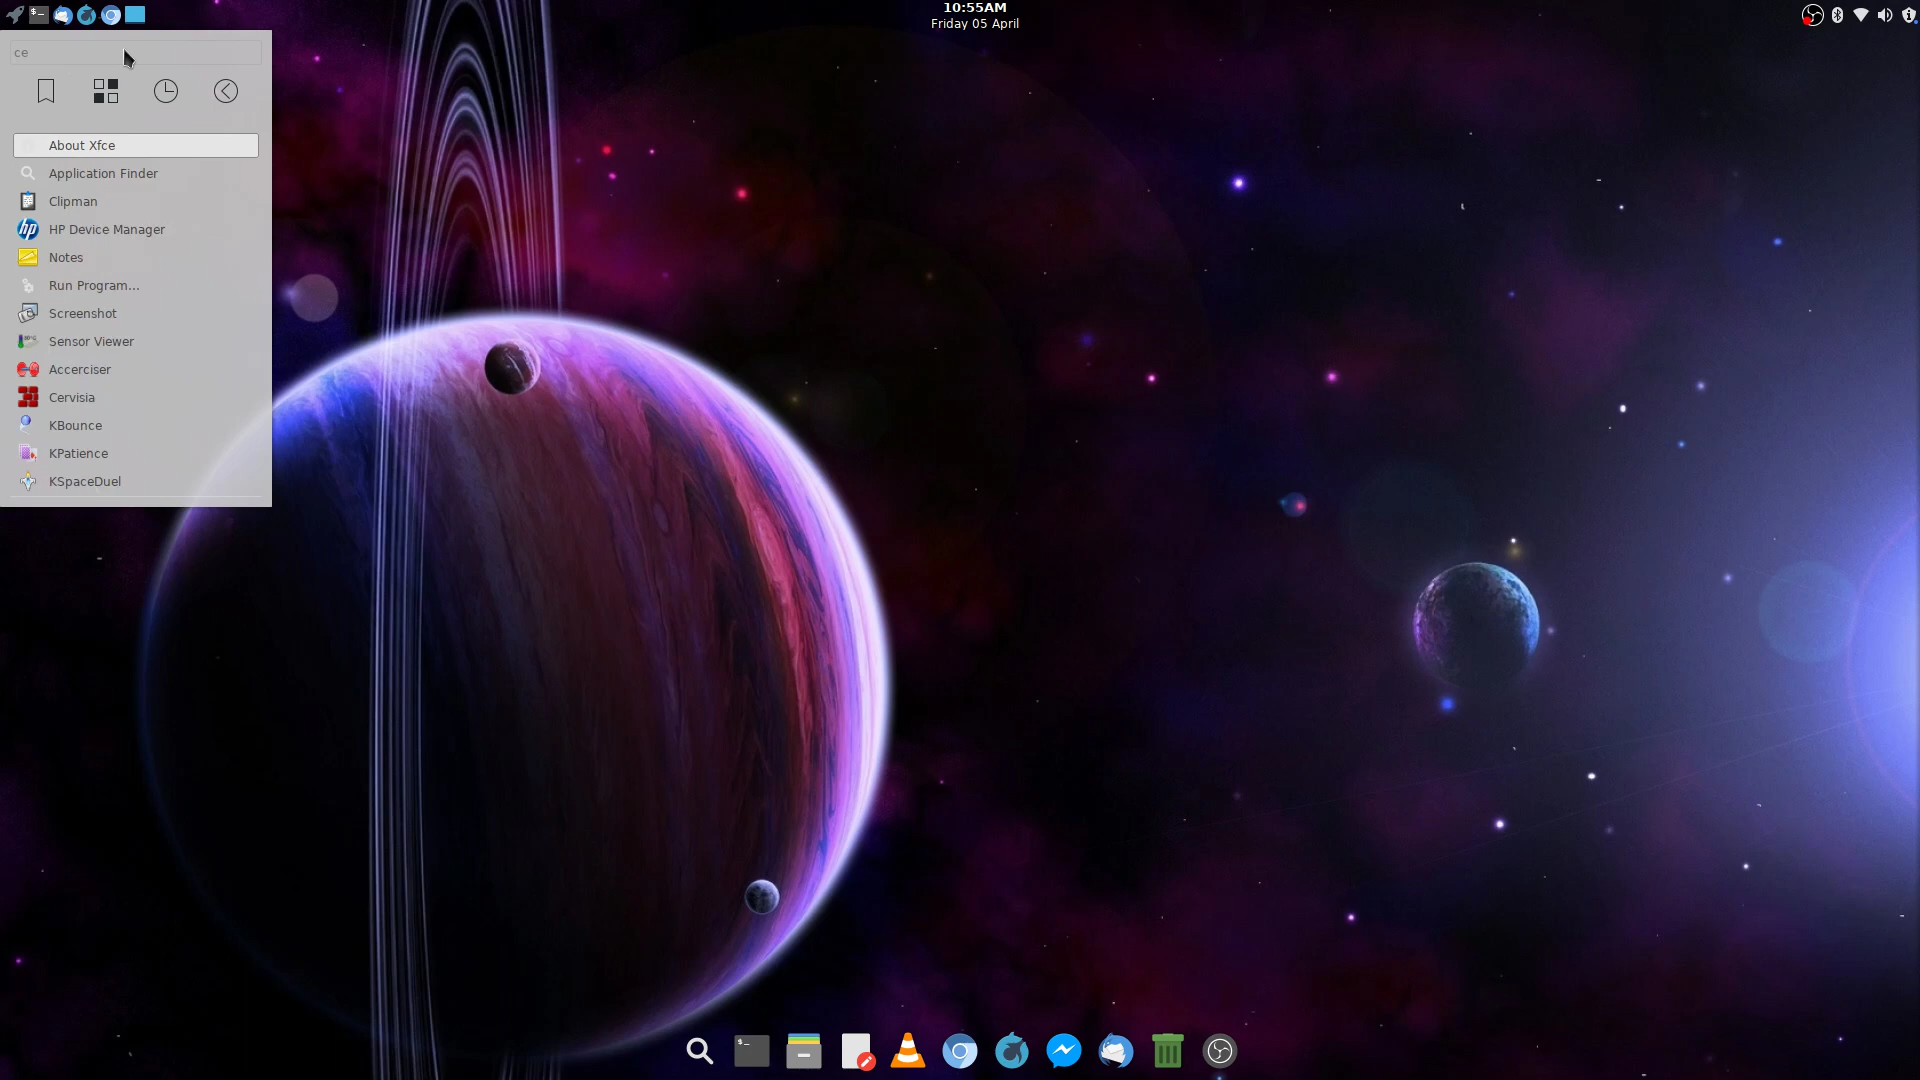 $-
10:55AM
Friday 05 April
ce
About Xfce
Application Finder
Clipman
hp
HP Device Manager
Notes
Run Program...
Screenshot
Sensor Viewer
Accerciser
Cervisia
KBounce
KPatience
KSpaceDuel
$-